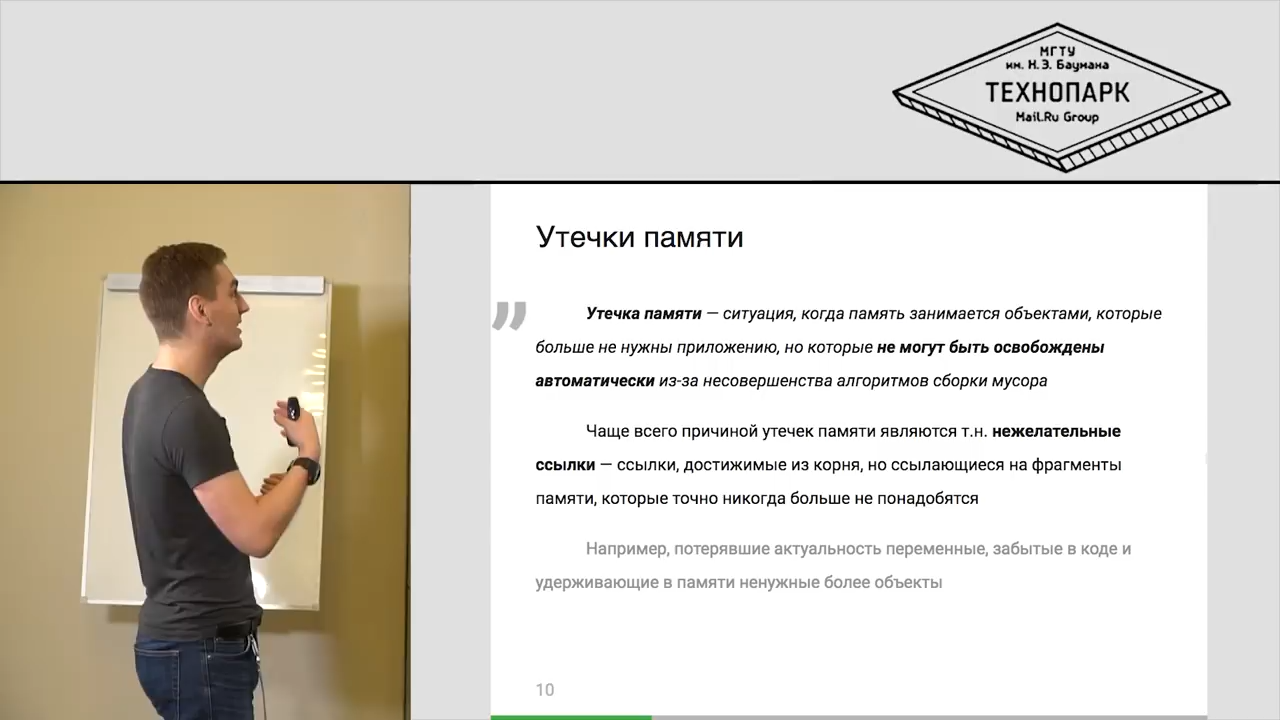 МГТУ
им. Н.Э. Баумана
ТЕХНОПАРК
Mail.Ru Group
Утечки памяти
”
Утечка памяти — ситуация, когда память занимается объектами, которые
больше не нужны приложению, но которые не могут быть освобождены
автоматически из-за несовершенства алгоритмов сборки мусора
Чаще всего причиной утечек памяти являются т.н. нежелательные
ссылки — ссылки, достижимые из корня, но ссылающиеся на фрагменты
памяти, которые точно никогда больше не понадобятся
Например, потерявшие актуальность переменные, забытые в коде и
удерживающие в памяти ненужные более объекты
10